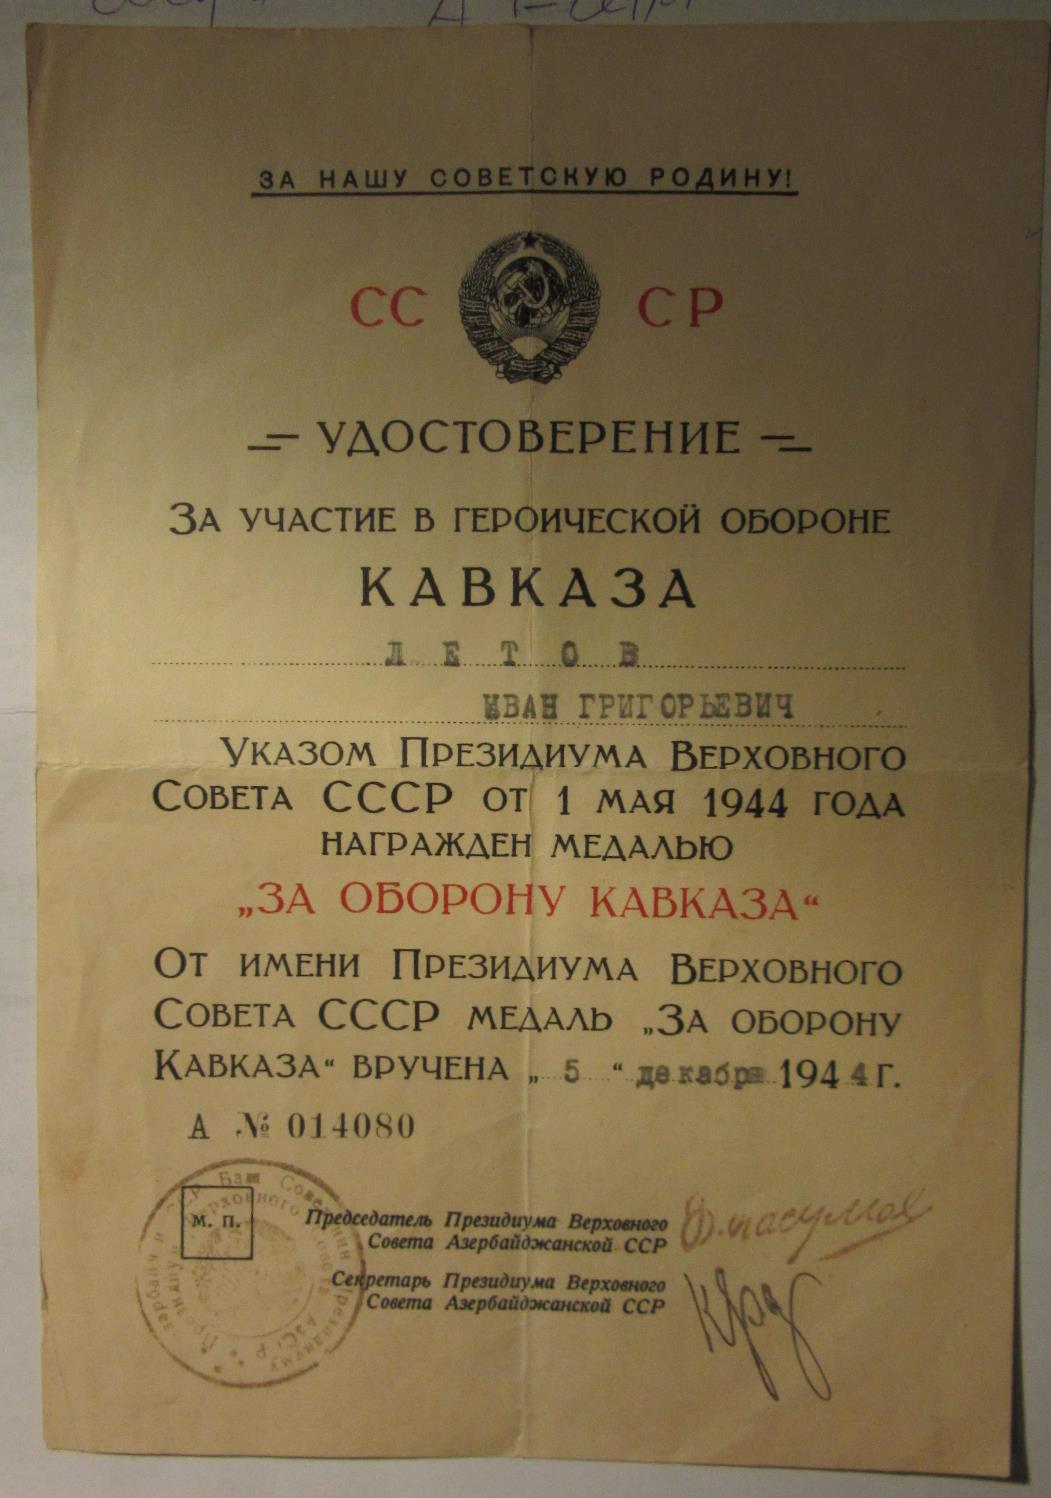 ЗА НАШУ СОВЕТСКУЮ РОДИНУ!
СС СР
УДОСТОВЕРЕНИЕ
ЗА УЧАСТИЕ В ГЕРОИЧЕСКОЙ ОБОРОНЕ
КАВКАЗА
ЛЕТОВ
ИВАН ГРИГОРЬЕВИЧ
УКАЗОМ ПРЕЗИДИУМА ВЕРХОВНОГО
СОВЕТА СССР ОТ 1 МАЯ 1944 ГОДА
НАГРАЖДЕН МЕДАЛЬЮ
„ЗА ОБОРОНУ КАВКАЗА“
ОТ ИМЕНИ ПРЕЗИДИУМА ВЕРХОВНОГО
СОВЕТА СССР МЕДАЛЬ „ЗА ОБОРОНУ
КАВКАЗА“ ВРУЧЕНА „ 5 “ декабря 1944 Г.
А № 014080
М. П.
Председатель Президиума Верховного
Совета Азербайджанской ССР
Секретарь Президиума Верховного
Совета Азербайджанской ССР